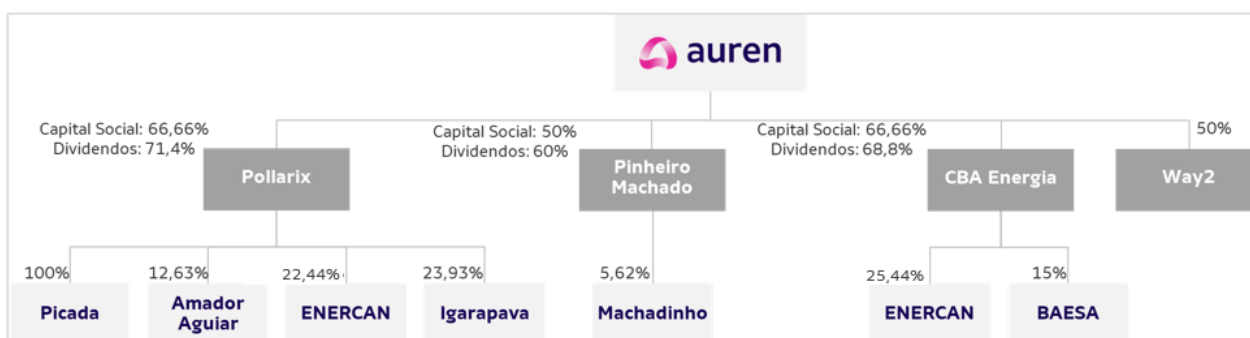 auren
Capital Social: 66,66%
Dividendos: 71,4%
Capital Social: 50%
Dividendos: 60%
Capital Social: 66,66%
Dividendos: 68,8%
50%
Pollarix
Pinheiro
Machado
CBA Energia
Way2
100%
12,63%
22,44%
23,93%
5,62%
25,44%
15%
Picada
Amador
Aguiar
ENERCAN
Igarapava
Machadinho
ENERCAN
BAESA